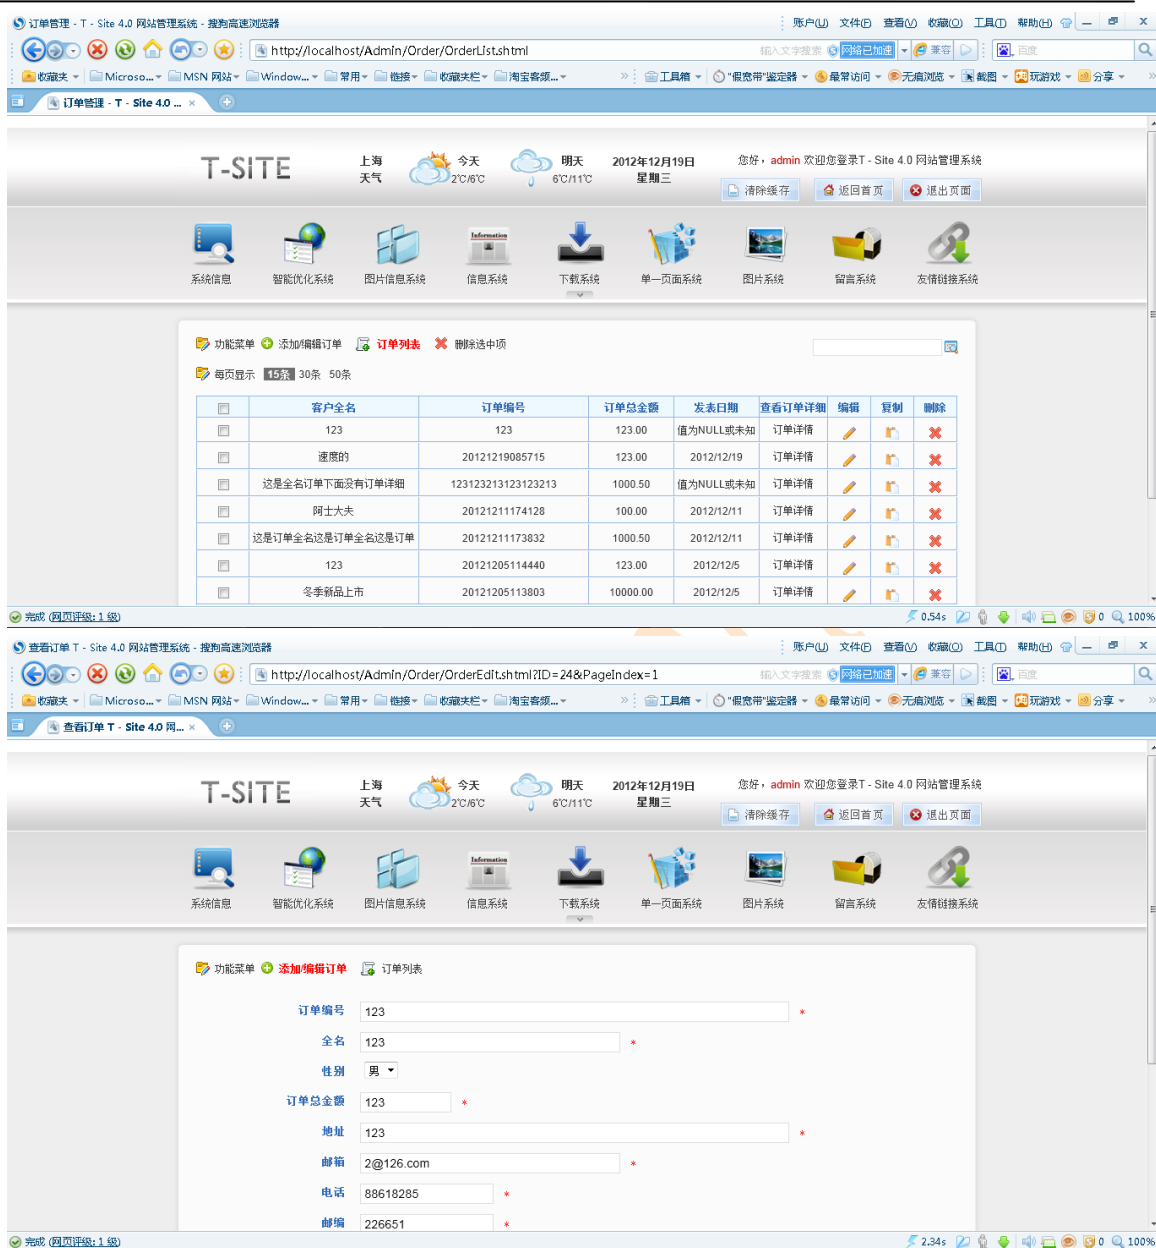 订单管理 - T - Site 4.0 网站管理系统 - 搜狗高速浏览器 账户(U) 文件(F) 查看(V) 收藏(O) 工具(T) 帮助(H)
http://localhost/Admin/Order/OrderList.shtml 输入文字搜索 网络已加速 兼容 百度
收藏夹 Microso... MSN 网站 Window... 常用 链接 收藏夹栏 淘宝客频... » 工具箱 "假宽带"鉴定器 最常访问 无痕浏览 截图 玩游戏 分享 »
订单管理 - T - Site 4.0 ... ×
T-SITE 上海 天气 今天 2℃/6℃ 明天 6℃/11℃ 2012年12月19日 星期三 您好，admin 欢迎您登录T - Site 4.0 网站管理系统
清除缓存 返回首页 退出页面
系统信息 智能优化系统 图片信息系统 信息系统 下载系统 单一页面系统 图片系统 留言系统 友情链接系统
功能菜单 添加/编辑订单 订单列表 删除选中项
每页显示 15条 30条 50条
客户全名 订单编号 订单总金额 发表日期 查看订单详细 编辑 复制 删除
123 123 123.00 值为NULL或未知 订单详情
速度的 20121219085715 123.00 2012/12/19 订单详情
这是全名订单下面没有订单详细 123123213123123213 1000.50 值为NULL或未知 订单详情
阿士大夫 20121211174128 100.00 2012/12/11 订单详情
这是订单全名这是订单全名这是订单 20121211173832 1000.50 2012/12/11 订单详情
123 20121205114440 123.00 2012/12/5 订单详情
冬季新品上市 20121205113803 10000.00 2012/12/5 订单详情
完成 (网页评级: 1 级) 0.54s 0 100%
查看订单 T - Site 4.0 网站管理系统 - 搜狗高速浏览器 账户(U) 文件(F) 查看(V) 收藏(O) 工具(T) 帮助(H)
http://localhost/Admin/Order/OrderEdit.shtml?ID=24&PageIndex=1 输入文字搜索 网络已加速 兼容 百度
收藏夹 Microso... MSN 网站 Window... 常用 链接 收藏夹栏 淘宝客频... » 工具箱 "假宽带"鉴定器 最常访问 无痕浏览 截图 玩游戏 分享 »
查看订单 T - Site 4.0 网... ×
T-SITE 上海 天气 今天 2℃/6℃ 明天 6℃/11℃ 2012年12月19日 星期三 您好，admin 欢迎您登录T - Site 4.0 网站管理系统
清除缓存 返回首页 退出页面
系统信息 智能优化系统 图片信息系统 信息系统 下载系统 单一页面系统 图片系统 留言系统 友情链接系统
功能菜单 添加/编辑订单 订单列表
订单编号 123 *
全名 123 *
性别 男
订单总金额 123 *
地址 123 *
邮箱 2@126.com *
电话 88618285 *
邮编 226651 *
完成 (网页评级: 1 级) 2.34s 0 100%